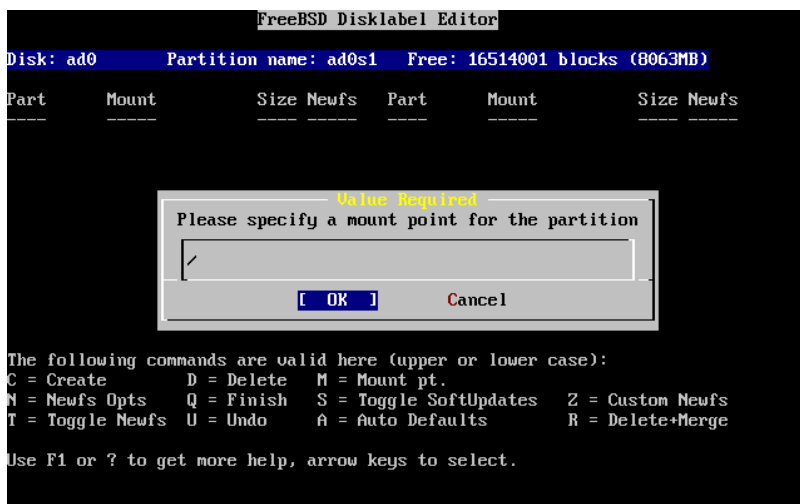 FreeBSD Disklabel Editor
Disk: ad0 Partition name: ad0s1 Free: 16514001 blocks (8063MB)
Part Mount Size Newfs Part Mount Size Newfs
---- ----- ---- ----- ---- ----- ---- -----
Value Required
Please specify a mount point for the partition
/
[ OK ] Cancel
The following commands are valid here (upper or lower case):
C = Create D = Delete M = Mount pt.
N = Newfs Opts Q = Finish S = Toggle SoftUpdates Z = Custom Newfs
T = Toggle Newfs U = Undo A = Auto Defaults R = Delete+Merge
Use F1 or ? to get more help, arrow keys to select.